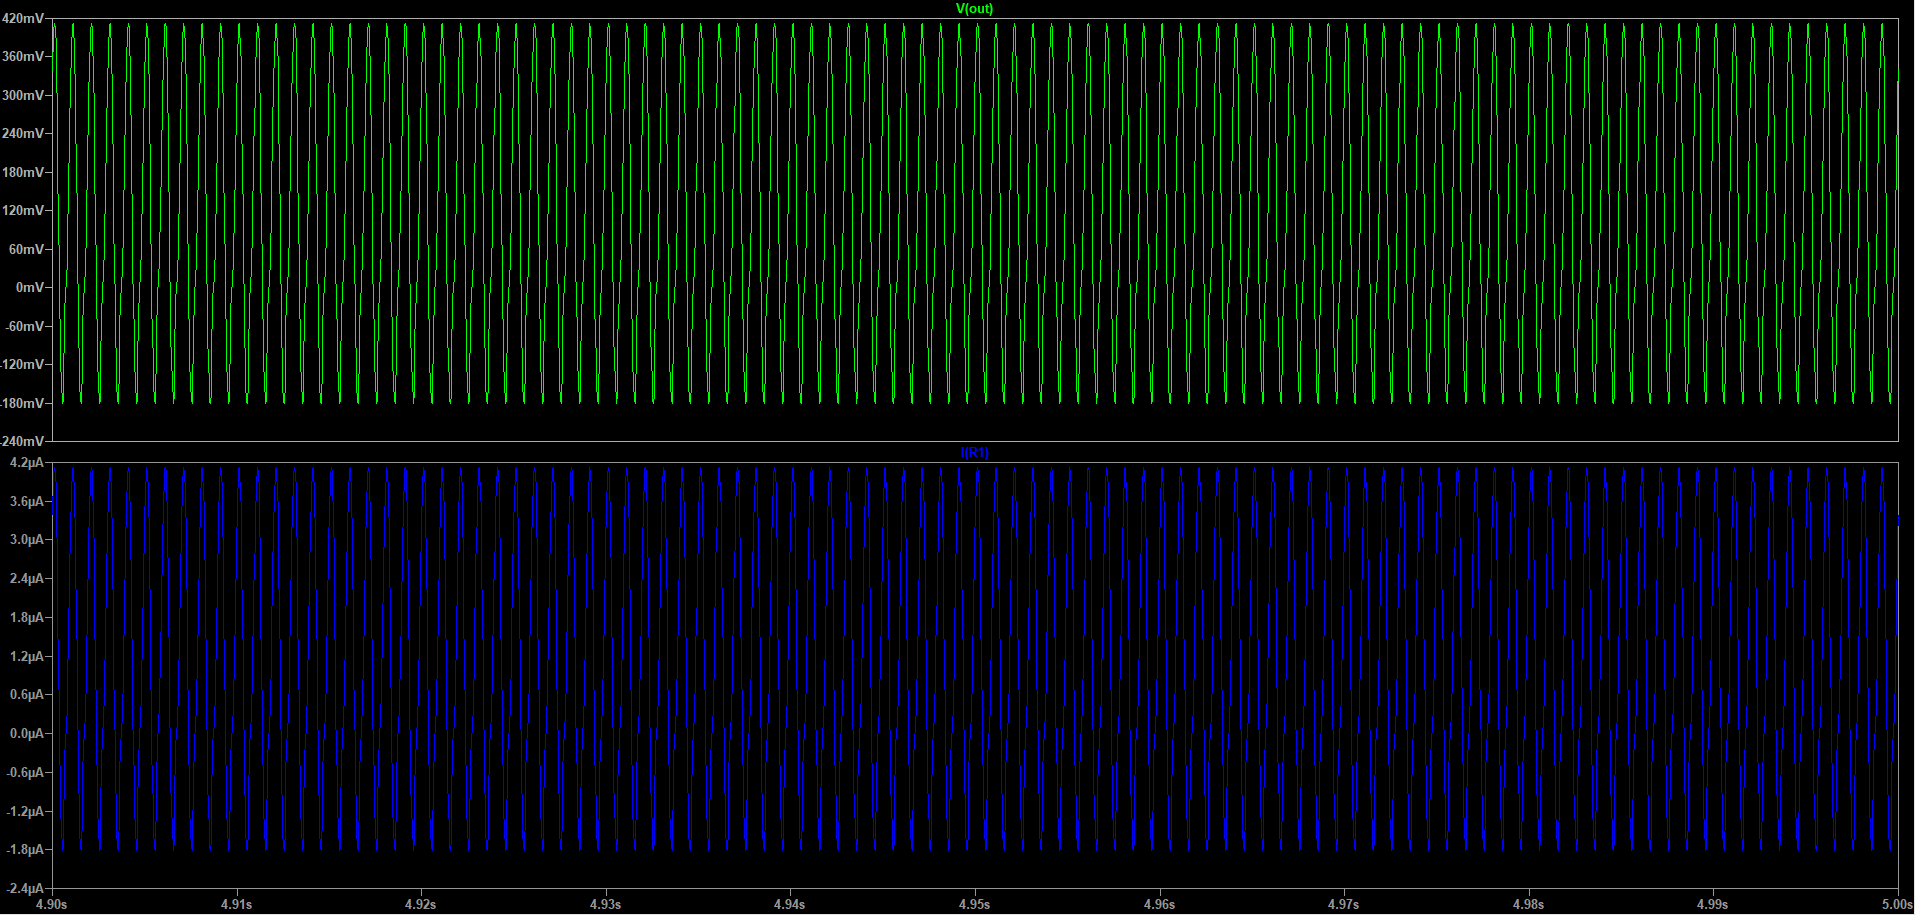 V(out)
420mV
360mV
300mV
240mV
180mV
120mV
60mV
0mV
-60mV
-120mV
-180mV
-240mV
I(R1)
4.2µA
3.6µA
3.0µA
2.4µA
1.8µA
1.2µA
0.6µA
0.0µA
-0.6µA
-1.2µA
-1.8µA
-2.4µA
4.90s 4.91s 4.92s 4.93s 4.94s 4.95s 4.96s 4.97s 4.98s 4.99s 5.00s